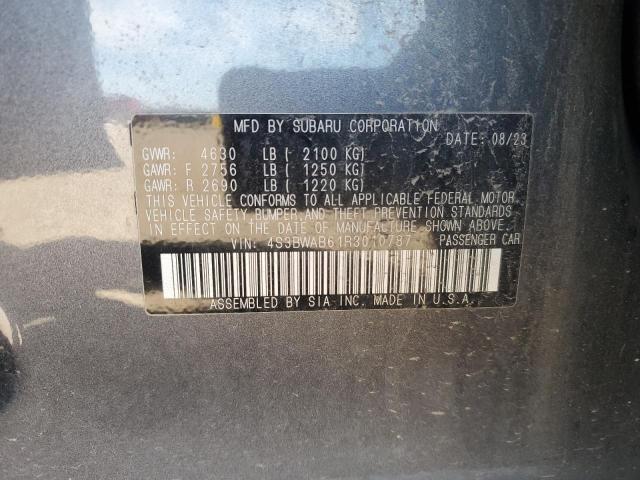 MFD BY SUBARU CORPORATION
DATE: 08/23
GVWR: 4630 LB ( 2100 KG)
GAWR: F 2756 LB ( 1250 KG)
GAWR: R 2690 LB ( 1220 KG)
THIS VEHICLE CONFORMS TO ALL APPLICABLE FEDERAL MOTOR
VEHICLE SAFETY, BUMPER AND THEFT PREVENTION STANDARDS
IN EFFECT ON THE DATE OF MANUFACTURE SHOWN ABOVE.
VIN: 4S3BWAB61R3010787 PASSENGER CAR
ASSEMBLED BY SIA-INC. MADE IN U.S.A.